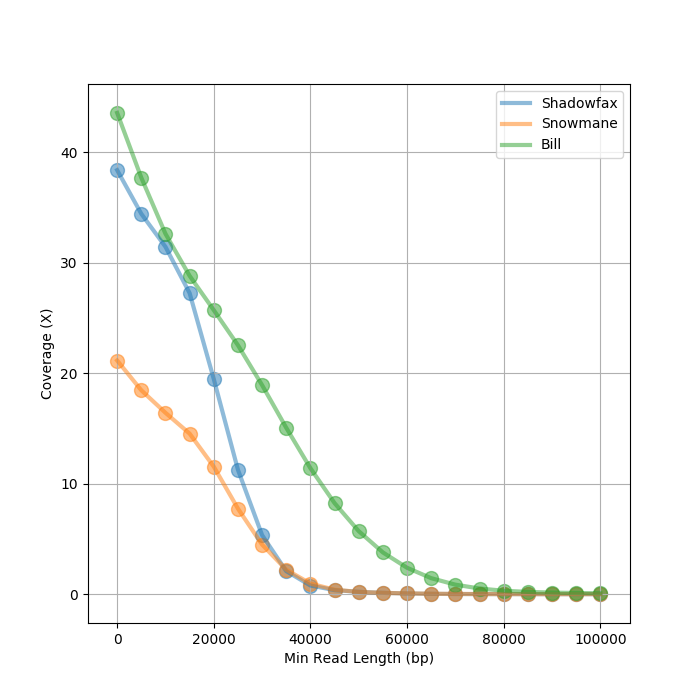 Shadowfax
Snowmane
Bill
Coverage (X)
40
30
20
10
0
0 20000 40000 60000 80000 100000
Min Read Length (bp)